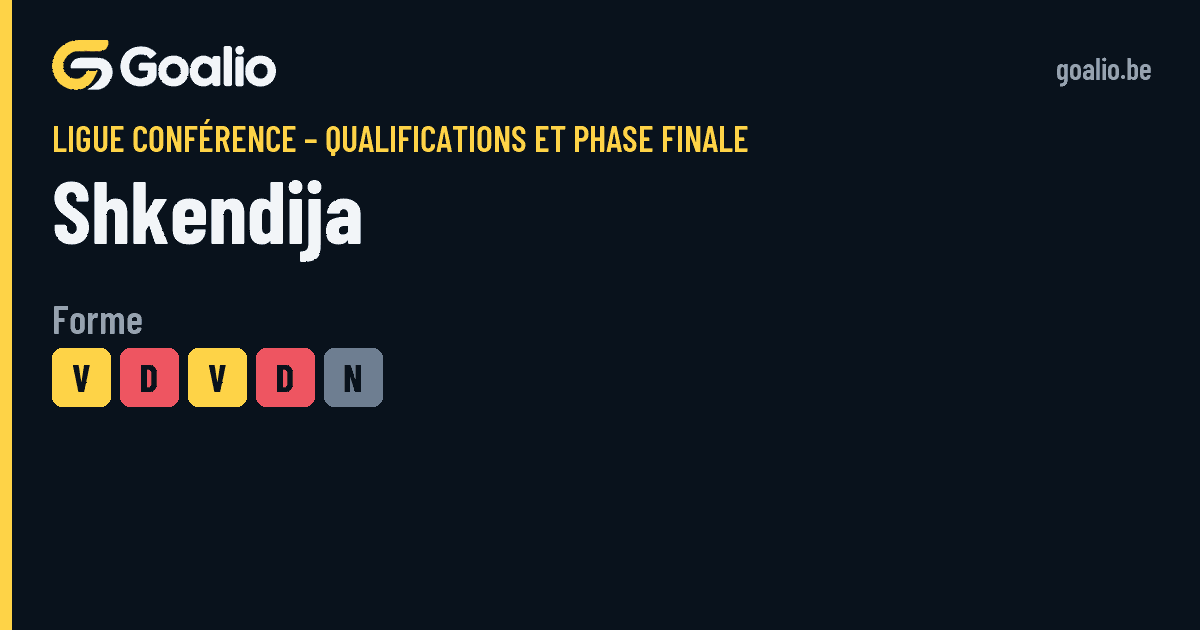 Goalio
goalio.be
LIGUE CONFÉRENCE – QUALIFICATIONS ET PHASE FINALE
Shkendija
Forme
V D V D N